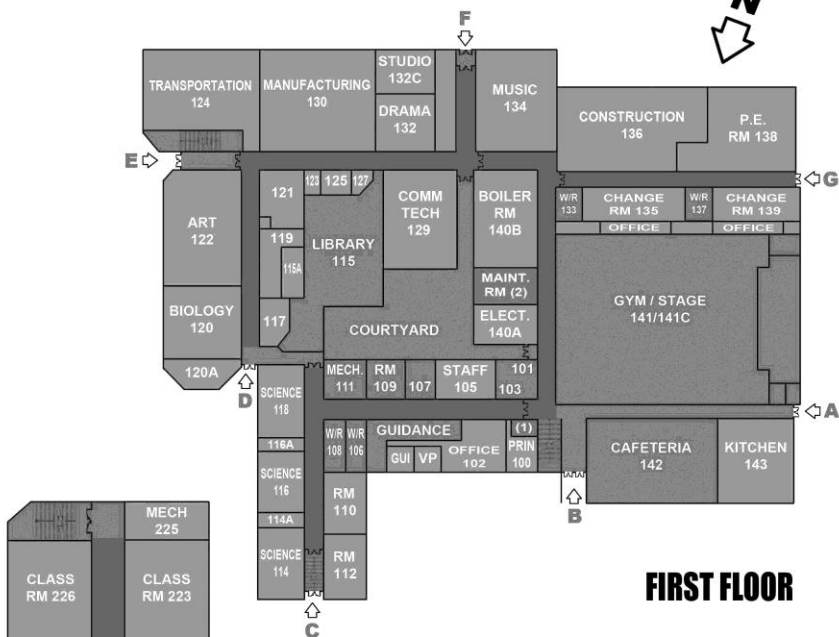 N
F
TRANSPORTATION
124
MANUFACTURING
130
STUDIO
132C
DRAMA
132
MUSIC
134
CONSTRUCTION
136
P.E.
RM 138
E
G
121
123
125
127
COMM
TECH
129
BOILER
RM
140B
W/R
133
CHANGE
RM 135
W/R
137
CHANGE
RM 139
OFFICE
OFFICE
ART
122
119
115A
LIBRARY
115
MAINT.
RM (2)
GYM / STAGE
141/141C
BIOLOGY
120
117
COURTYARD
ELECT.
140A
120A
D
MECH.
111
RM
109
107
STAFF
105
101
103
SCIENCE
118
A
W/R
108
W/R
106
GUIDANCE
GUI
VP
OFFICE
102
(1)
PRIN
100
CAFETERIA
142
KITCHEN
143
116A
SCIENCE
116
B
RM
110
114A
SCIENCE
114
RM
112
C
MECH
225
CLASS
RM 226
CLASS
RM 223
FIRST FLOOR